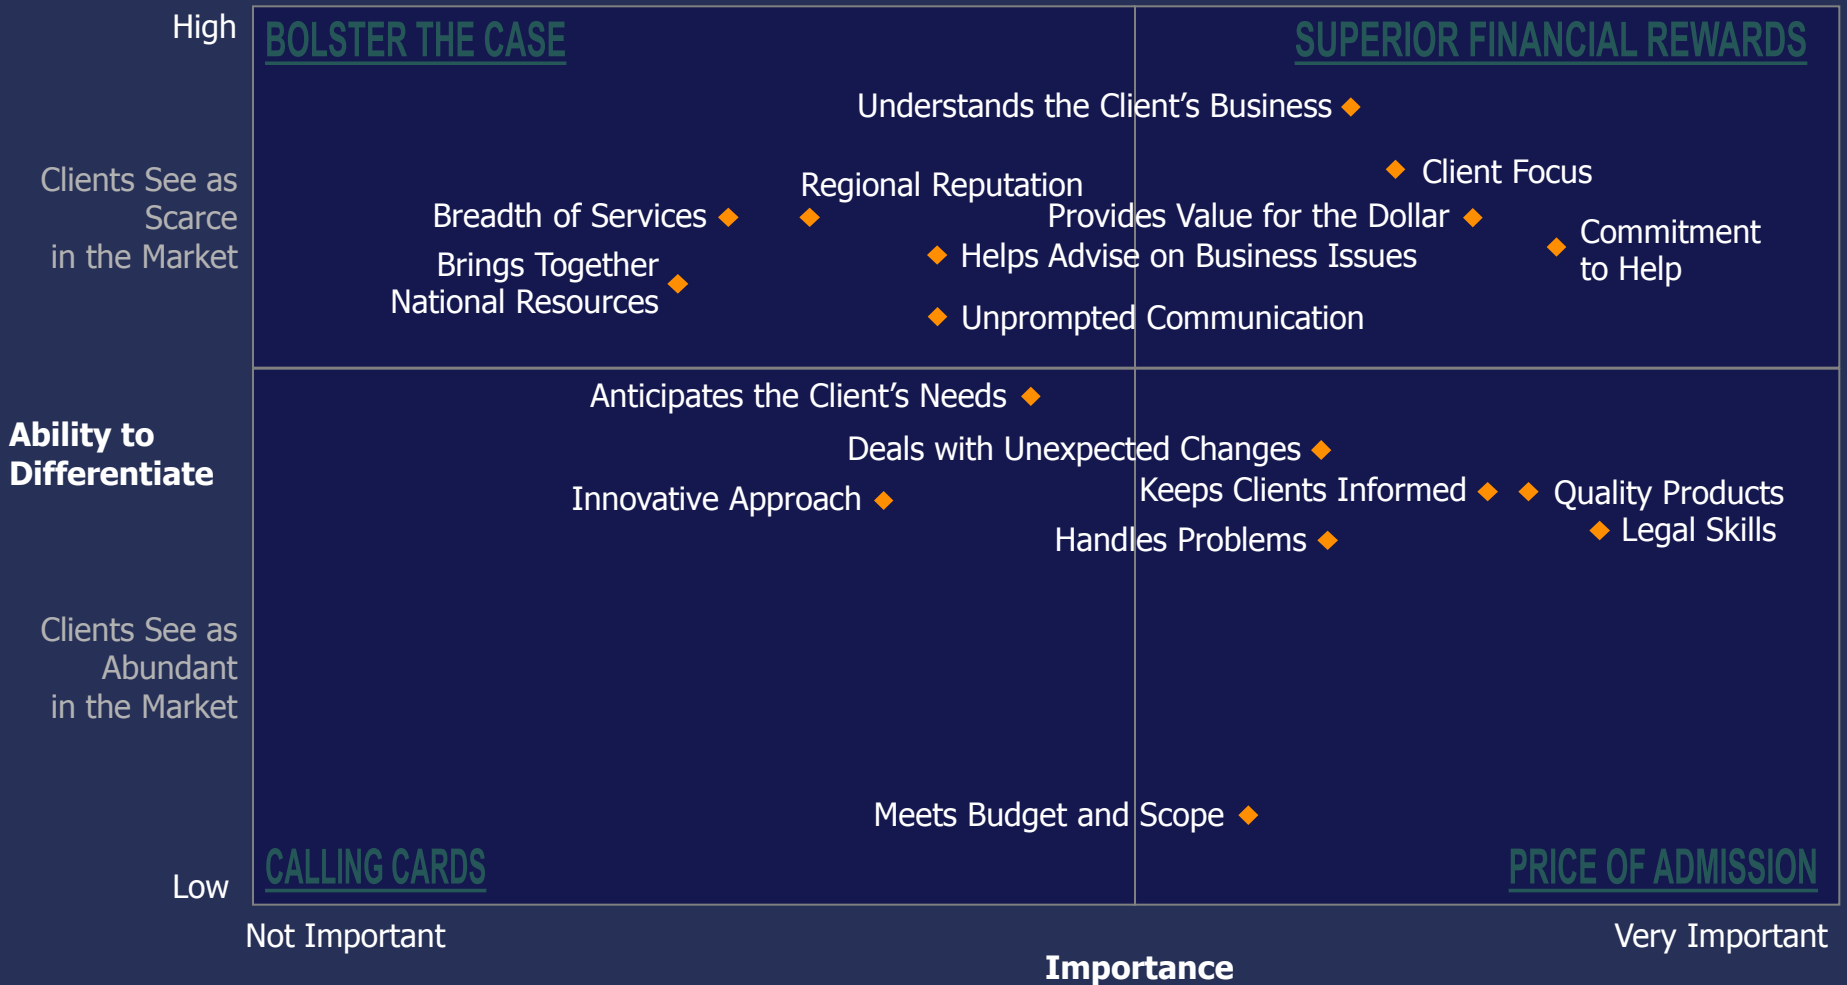 High
BOLSTER THE CASE
SUPERIOR FINANCIAL REWARDS
Understands the Client’s Business
Client Focus
Clients See as
Scarce
in the Market
Regional Reputation
Breadth of Services
Provides Value for the Dollar
Commitment
to Help
Helps Advise on Business Issues
Brings Together
National Resources
Unprompted Communication
Anticipates the Client’s Needs
Ability to
Differentiate
Deals with Unexpected Changes
Innovative Approach
Keeps Clients Informed
Quality Products
Legal Skills
Handles Problems
Clients See as
Abundant
in the Market
Meets Budget and Scope
CALLING CARDS
PRICE OF ADMISSION
Low
Not Important
Very Important
Importance